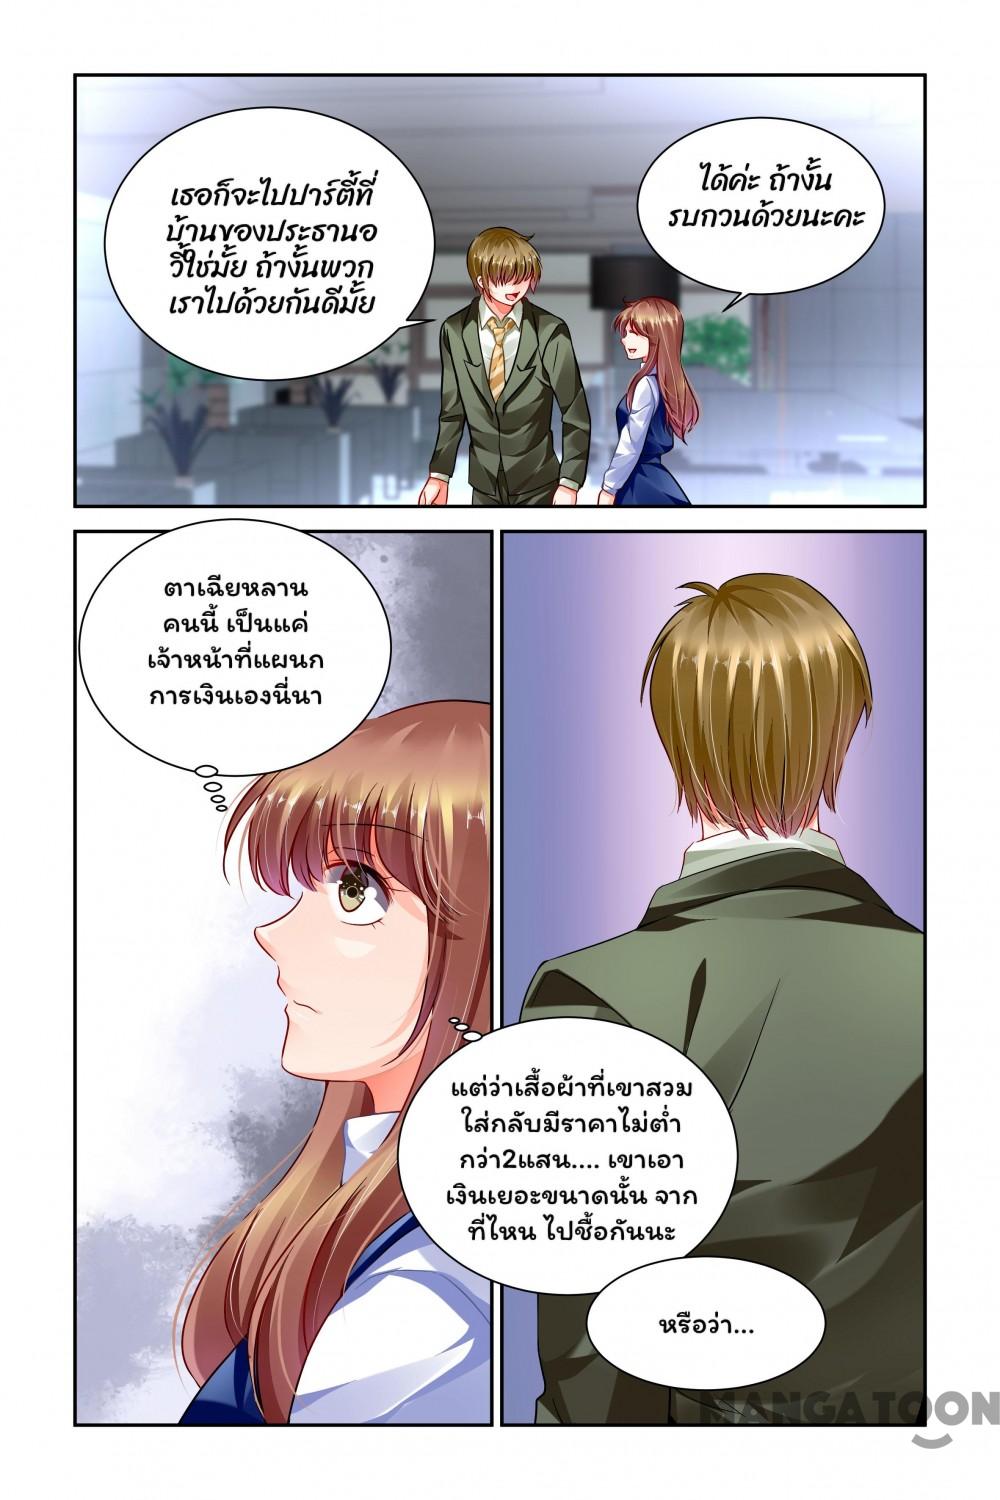 เธอก็จะไปปาร์ตี้ที่
บ้านของประธานอ
วี้ใช่มั้ย ถ้างั้นพวก
เราไปด้วยกันดีมั้ย
ได้ค่ะ ถ้างั้น
รบกวนด้วยนะคะ
ตาเฉียหลาน
คนนี้ เป็นแค่
เจ้าหน้าที่แผนก
การเงินเองนี่นา
แต่ว่าเสื้อผ้าที่เขาสวม
ใส่กลับมีราคาไม่ต่ำ
กว่า2แสน.... เขาเอา
เงินเยอะขนาดนั้น จาก
ที่ไหน ไปซื้อกันนะ
หรือว่า...
MANGATOON